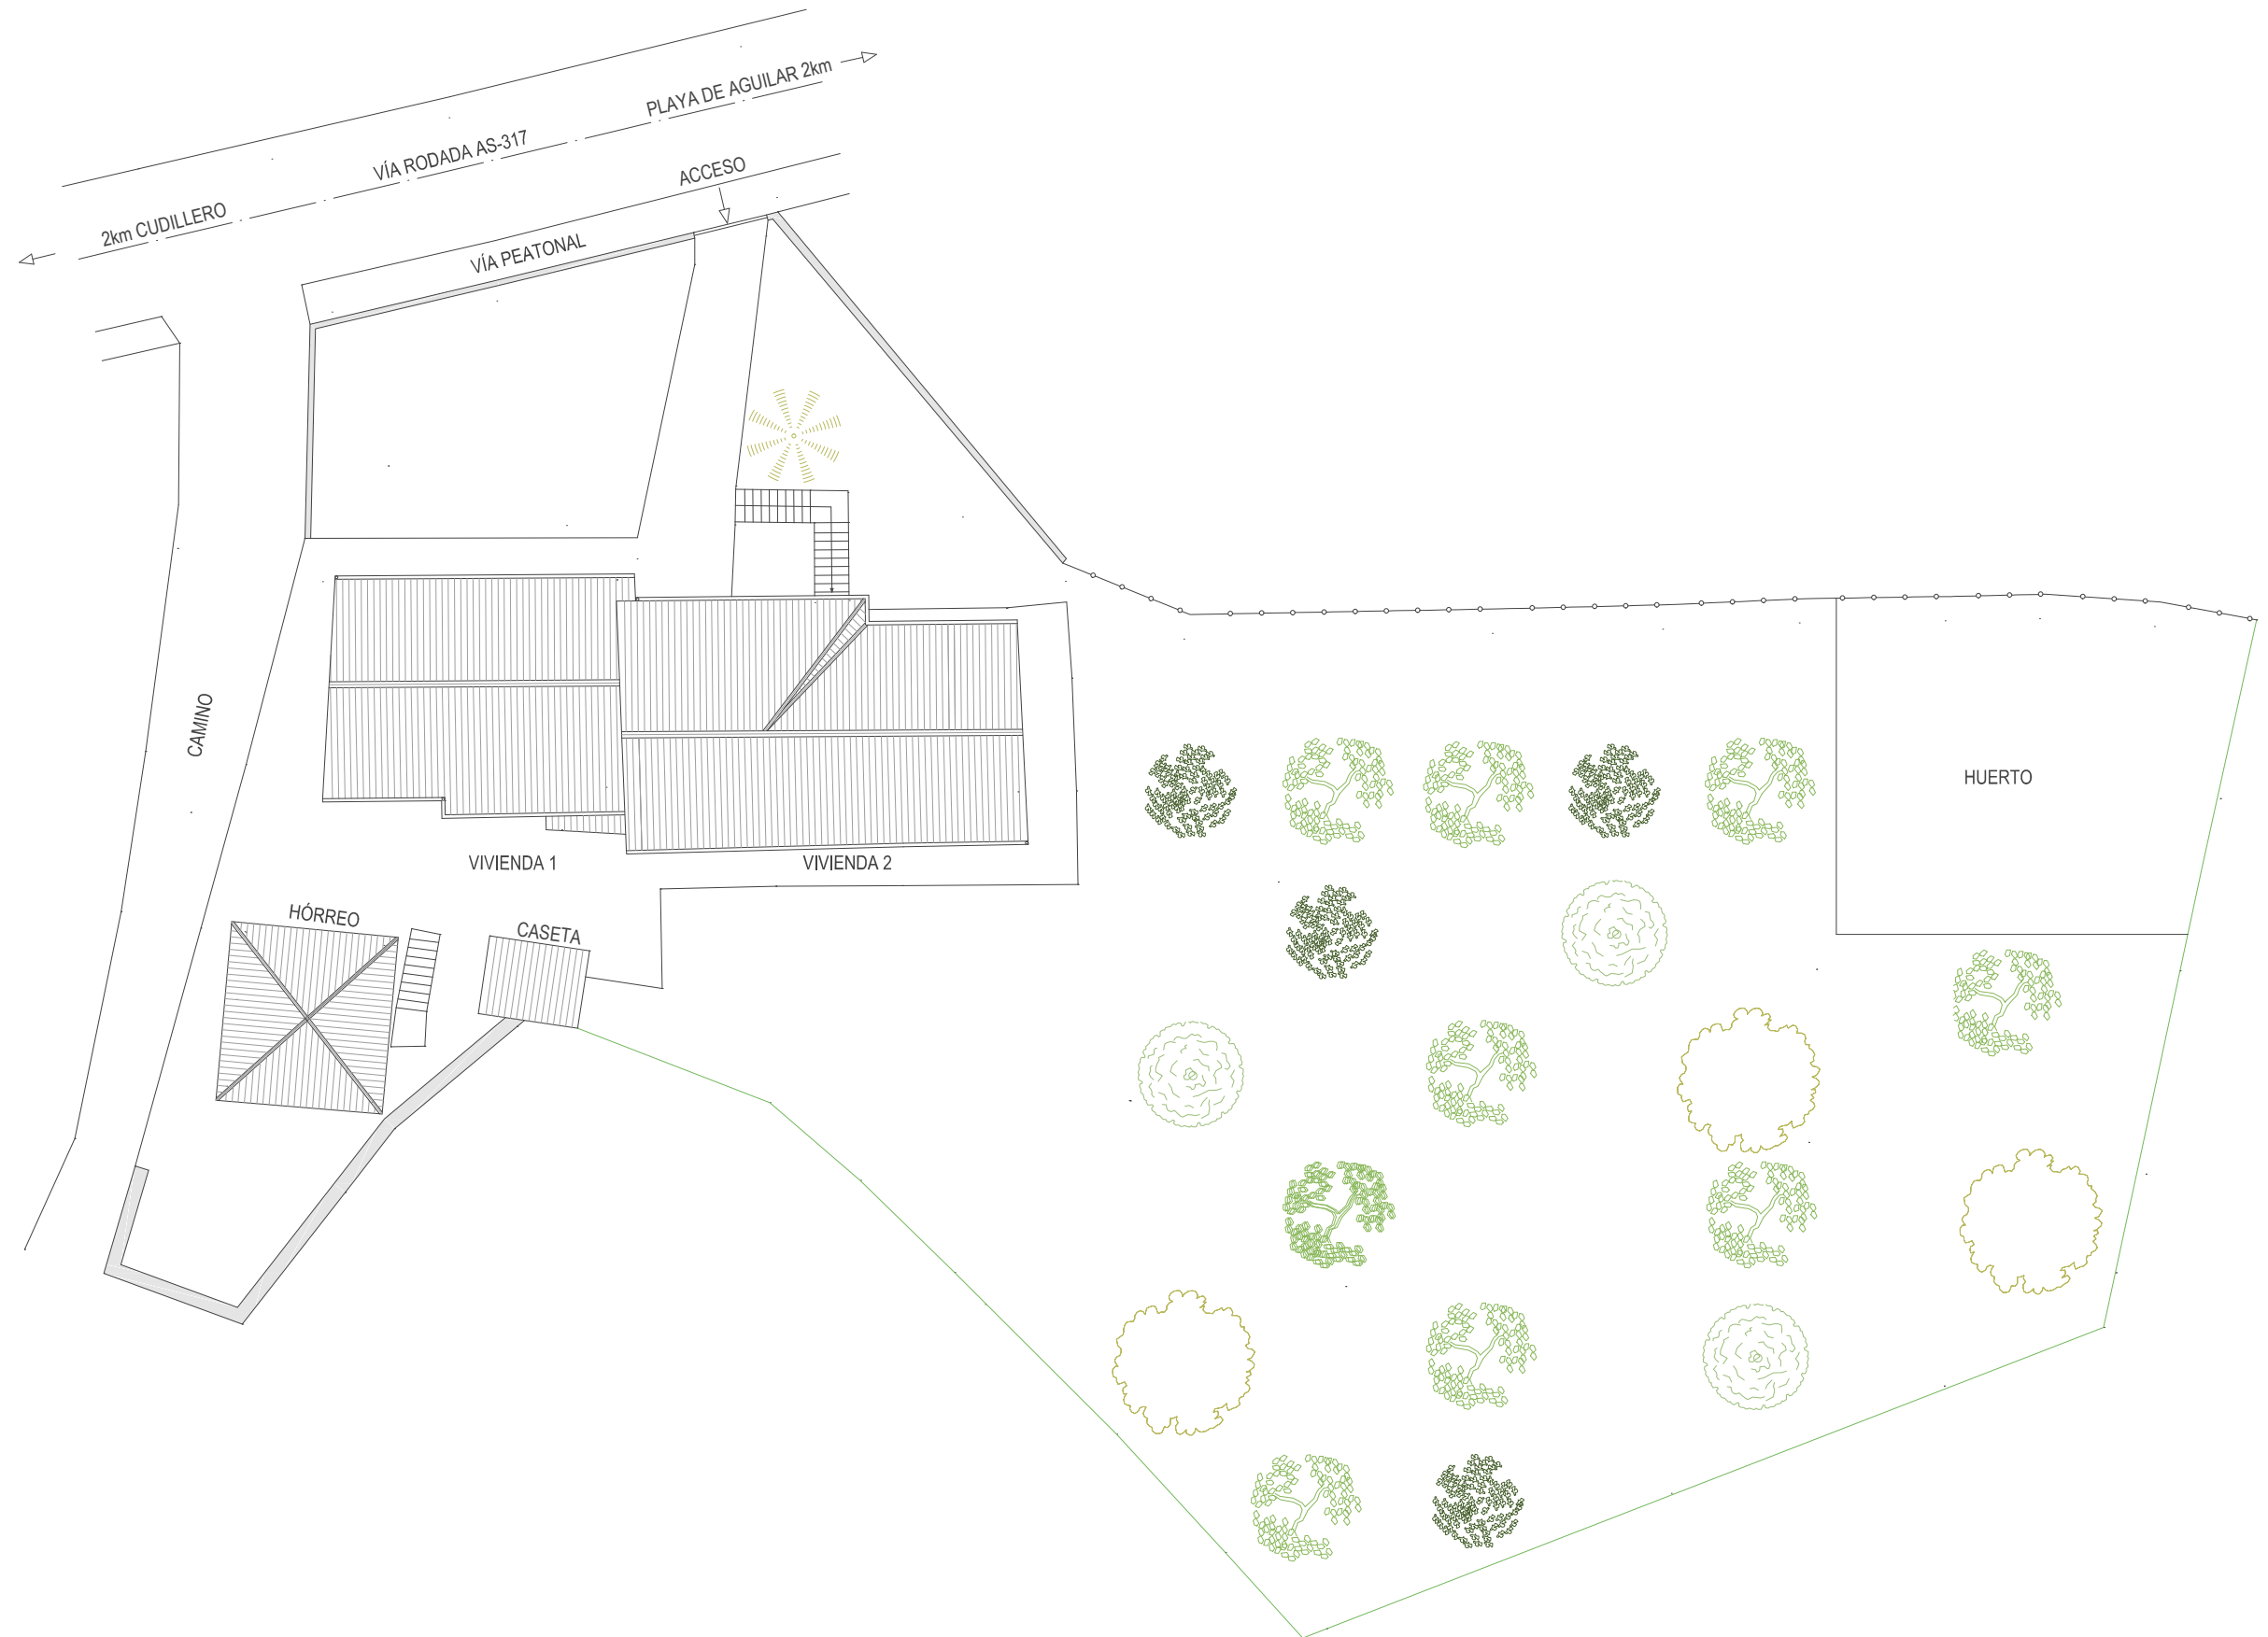 PLAYA DE AGUILAR 2km
VÍA RODADA AS-317
2km CUDILLERO
ACCESO
VÍA PEATONAL
CAMINO
HUERTO
VIVIENDA 1
VIVIENDA 2
HÓRREO
CASETA